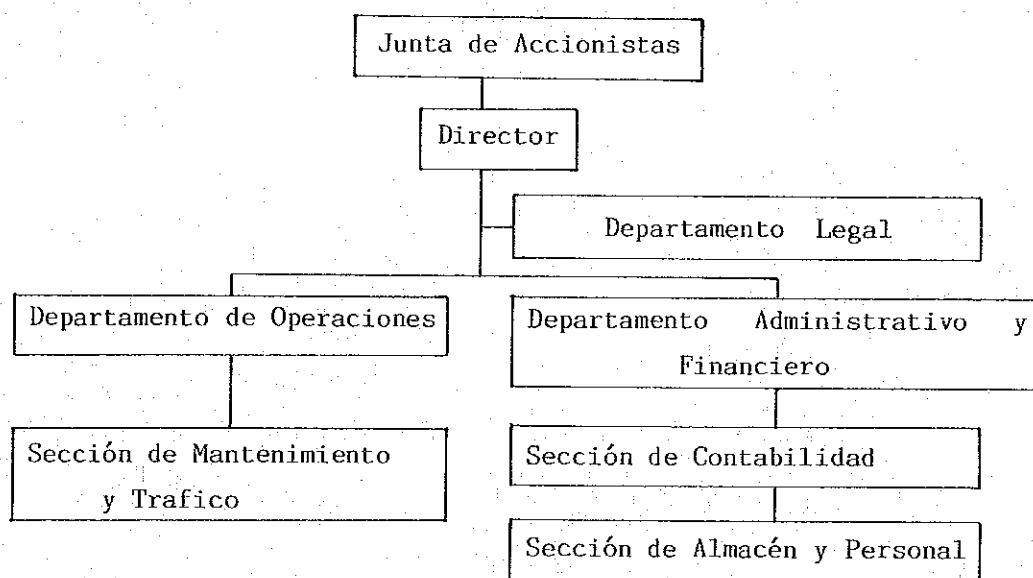 Junta de Accionistas
Director
Departamento Legal
Departamento de Operaciones
Departamento Administrativo y
Financiero
Sección de Mantenimiento
y Trafico
Sección de Contabilidad
Sección de Almacén y Personal